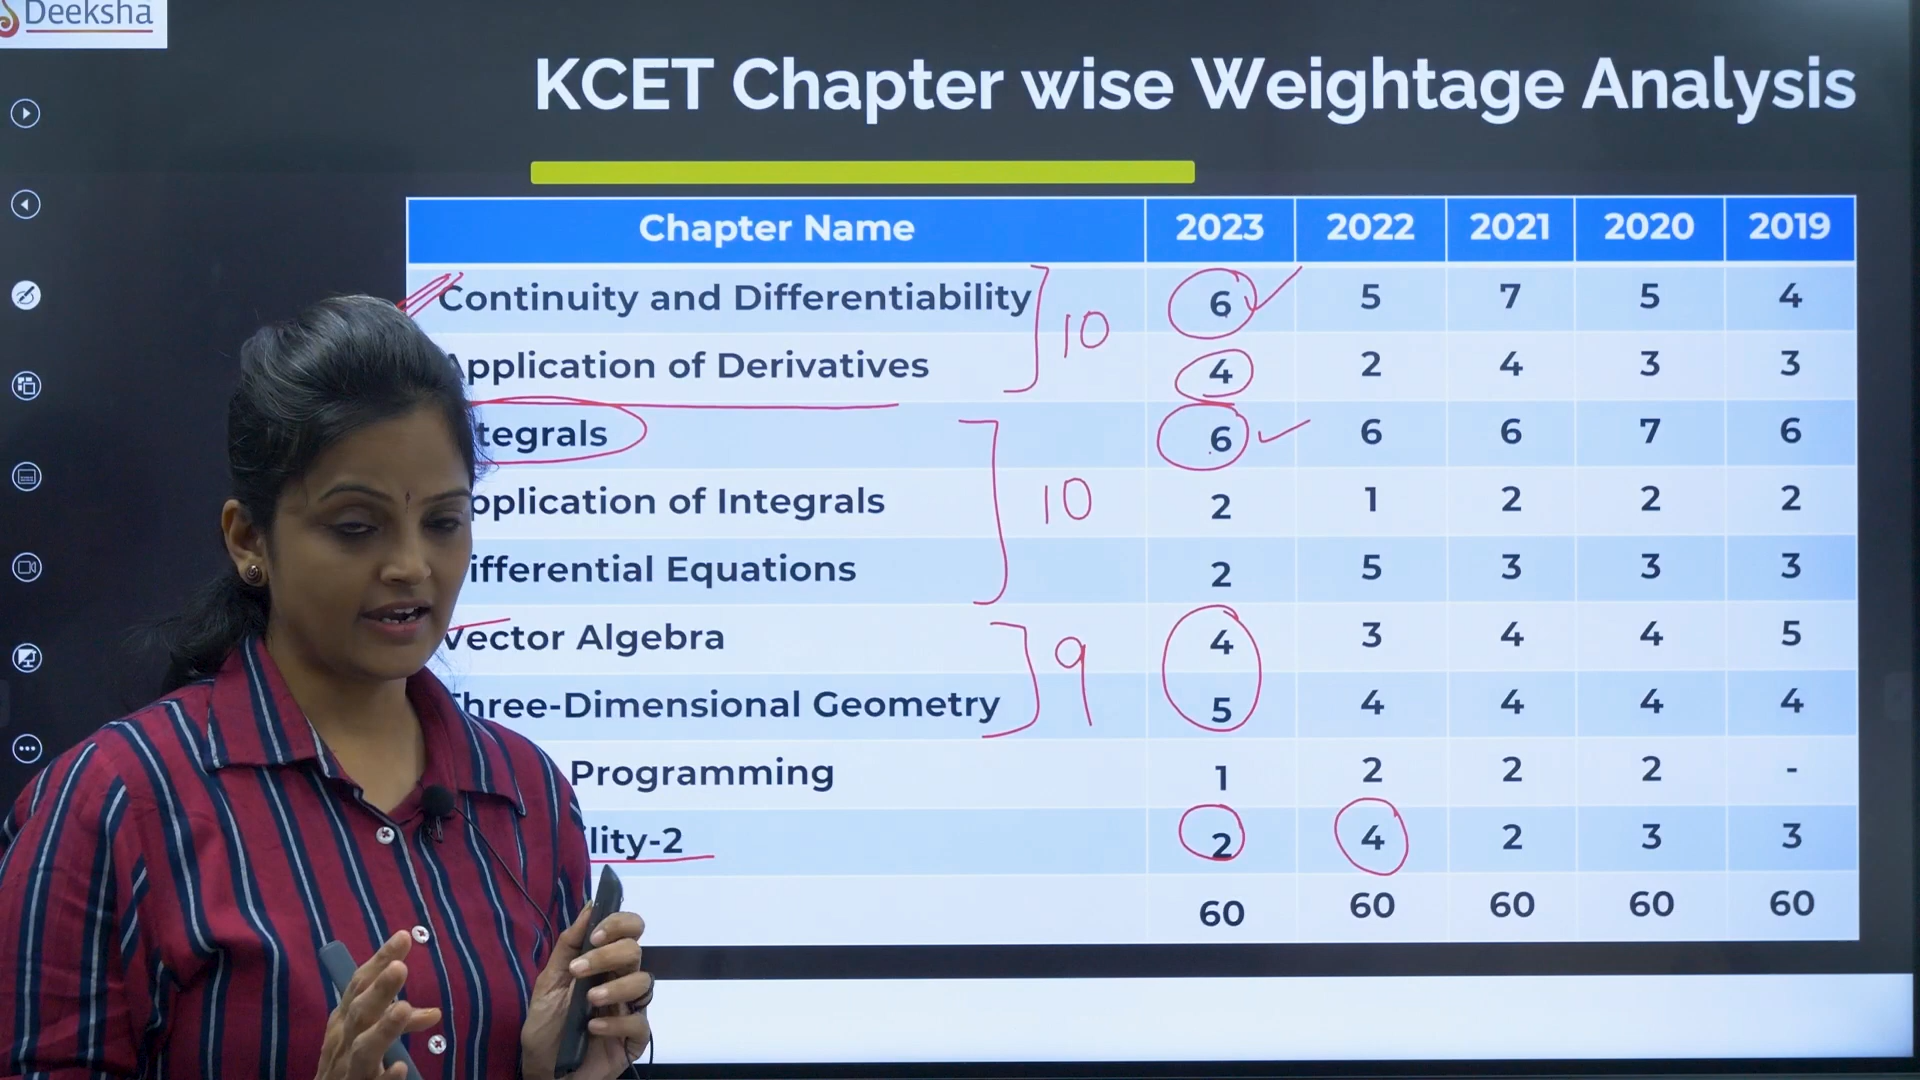 Deeksha
KCET Chapter wise Weightage Analysis
Chapter Name 2023 2022 2021 2020 2019
Continuity and Differentiability 6 5 7 5 4
10
pplication of Derivatives 4 2 4 3 3
tegrals 6 6 6 7 6
pplication of Integrals 10 2 1 2 2 2
ifferential Equations 2 5 3 3 3
Vector Algebra 9 4 3 4 4 5
hree-Dimensional Geometry 5 4 4 4 4
Programming 1 2 2 2 -
ility-2 2 4 2 3 3
60 60 60 60 60